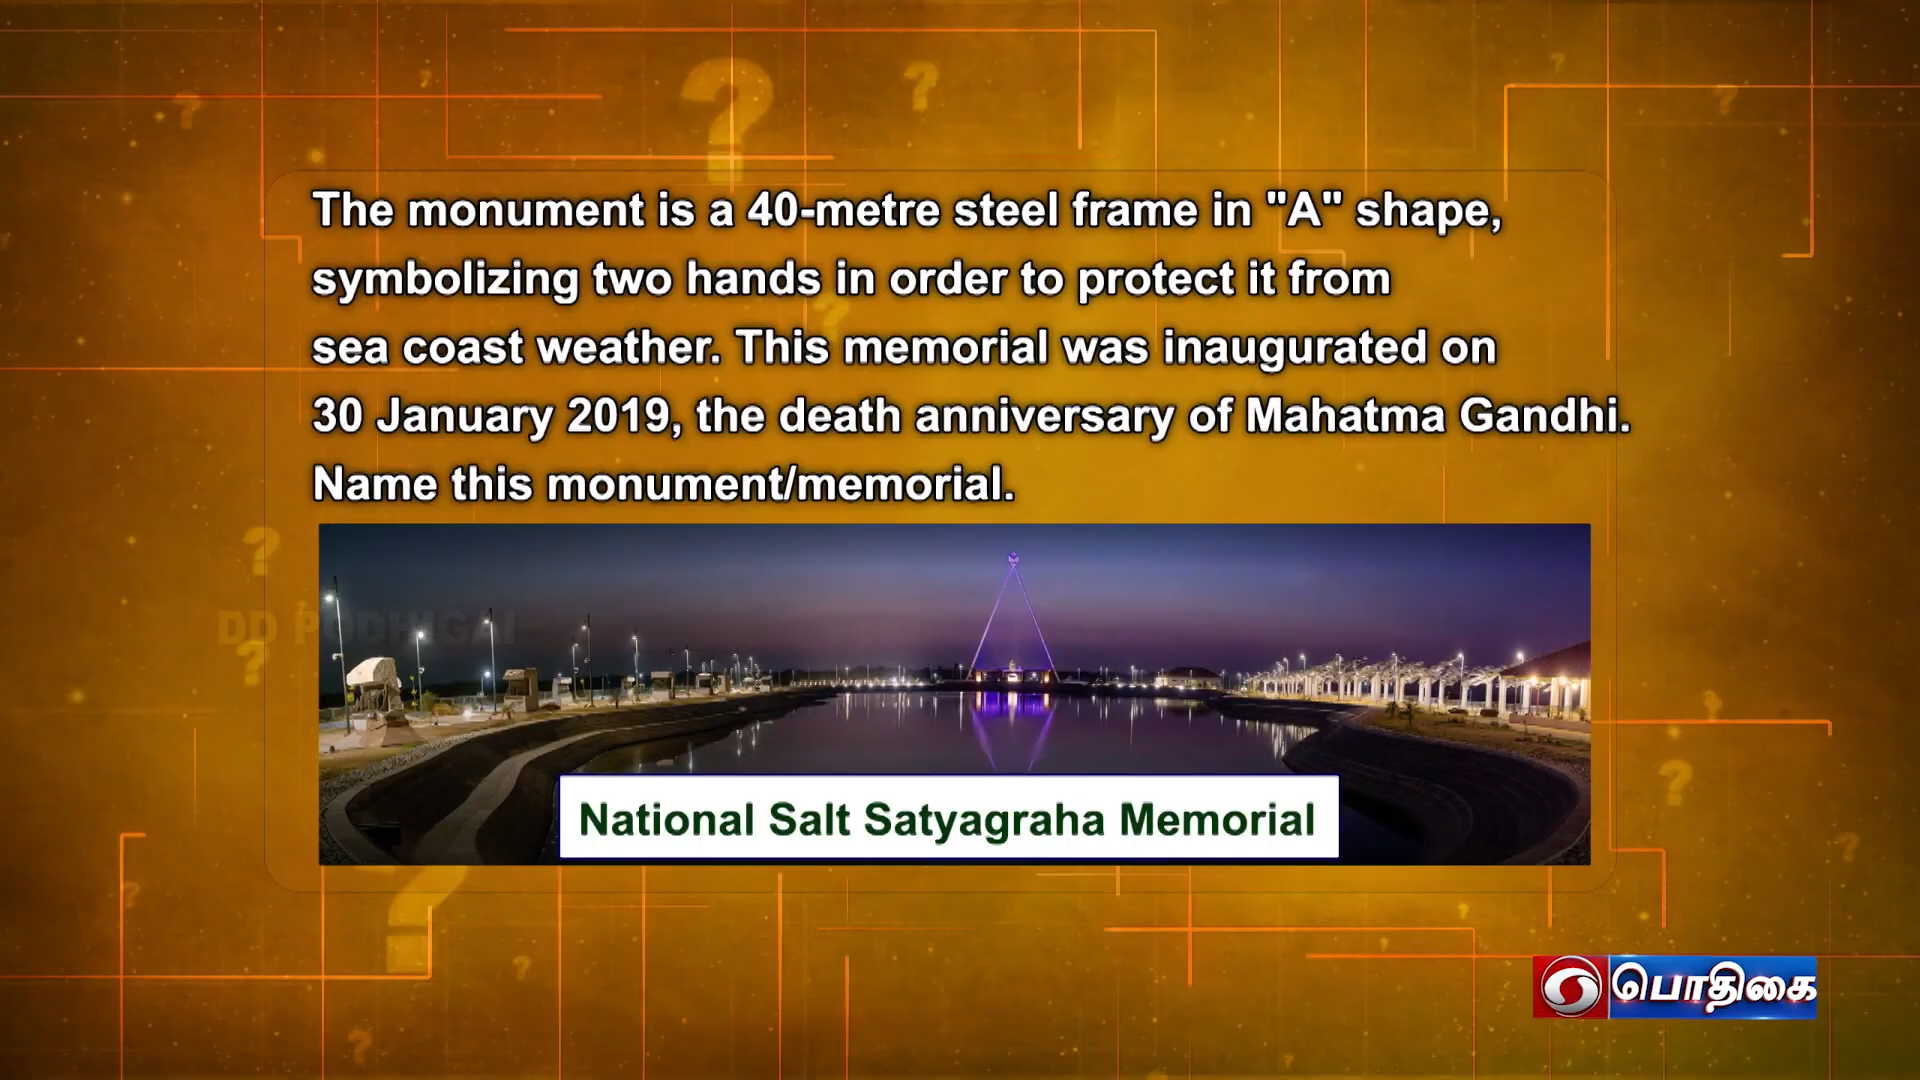 The monument is a 40-metre steel frame in "A" shape,
symbolizing two hands in order to protect it from
sea coast weather. This memorial was inaugurated on
30 January 2019, the death anniversary of Mahatma Gandhi.
Name this monument/memorial.
DD PODHIGAI
National Salt Satyagraha Memorial
பொதிகை